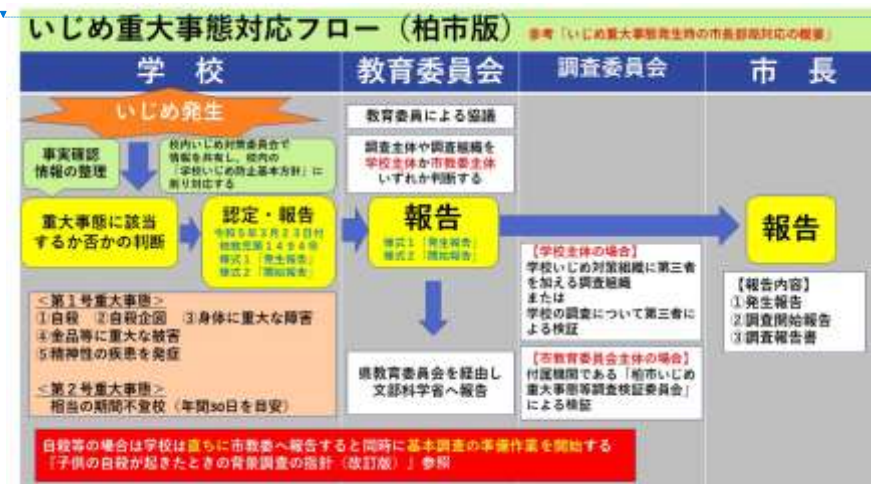 いじめ重大事態対応フロー（柏市版） 参考「いじめ重大事態発生時の市長部局対応の概要」
学 校
教育委員会
調査委員会
市 長
いじめ発生
事実確認
情報の整理
校内いじめ対策委員会で
情報を共有し、校内の
「学校いじめ防止基本方針」に
則り対応する
重大事態に該当
するか否かの判断
認定・報告
令和５年３月２３日付
様式１「発生報告」
様式２「開始報告」
＜第１号重大事態＞
①自殺 ②自殺企図 ③身体に重大な障害
④金品等に重大な被害
⑤精神性の疾患を発症
＜第２号重大事態＞
相当の期間不登校（年間30日を目安）
教育委員による協議
調査主体や調査組織を
学校主体か市教委主体
いずれか判断する
報告
様式１「発生報告」
様式２「開始報告」
県教育委員会を経由し
文部科学省へ報告
【学校主体の場合】
学校いじめ対策組織に第三者
を加える調査組織
または
学校の調査について第三者に
よる検証
【市教育委員会主体の場合】
付属機関である「柏市いじめ
重大事態等調査検証委員会」
による検証
報告
【報告内容】
①発生報告
②調査開始報告
③調査報告書
自殺等の場合は学校は直ちに市教委へ報告すると同時に基本調査の準備作業を開始する
『子供の自殺が起きたときの背景調査の指針（改訂版）』参照